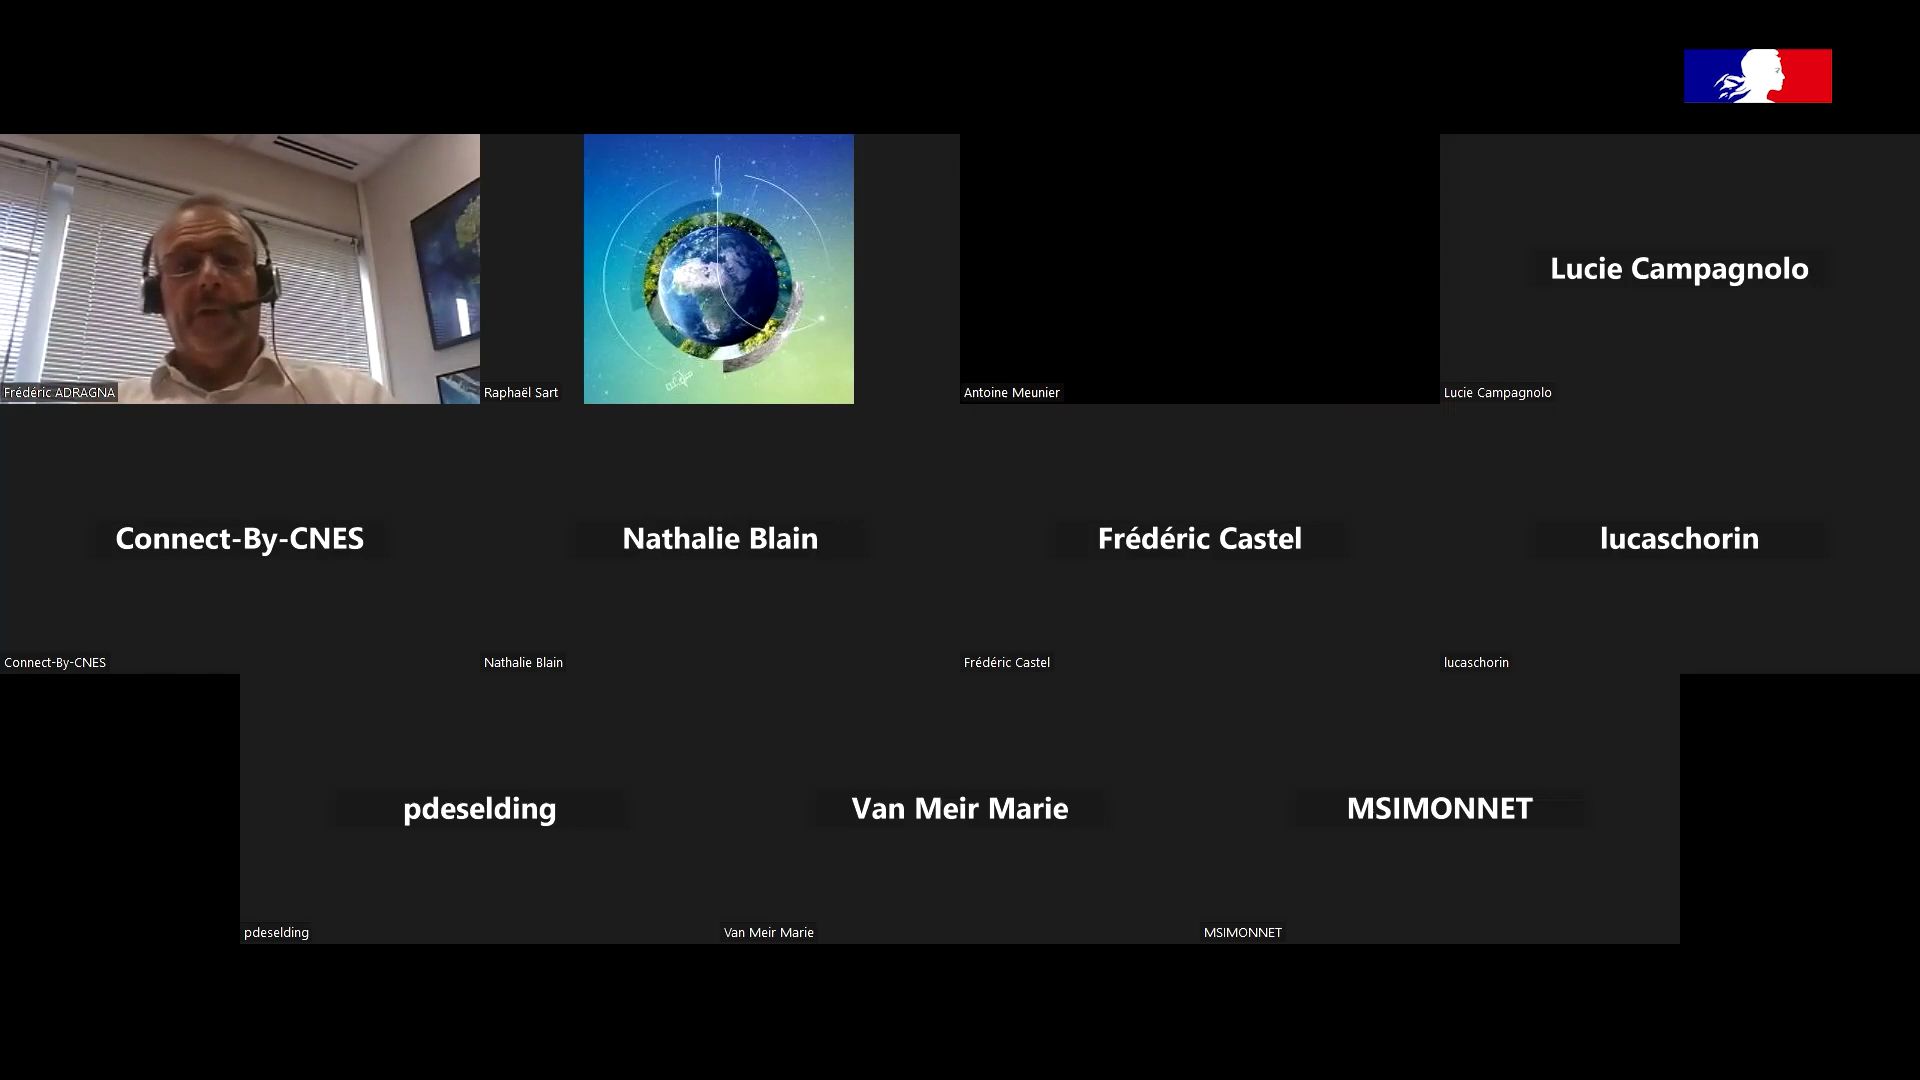 Lucie Campagnolo
Frédéric ADRAGNA
Raphaël Sart
Antoine Meunier
Lucie Campagnolo
Connect-By-CNES
Nathalie Blain
Frédéric Castel
lucaschorin
Connect-By-CNES
Nathalie Blain
Frédéric Castel
lucaschorin
pdeselding
Van Meir Marie
MSIMONNET
pdeselding
Van Meir Marie
MSIMONNET